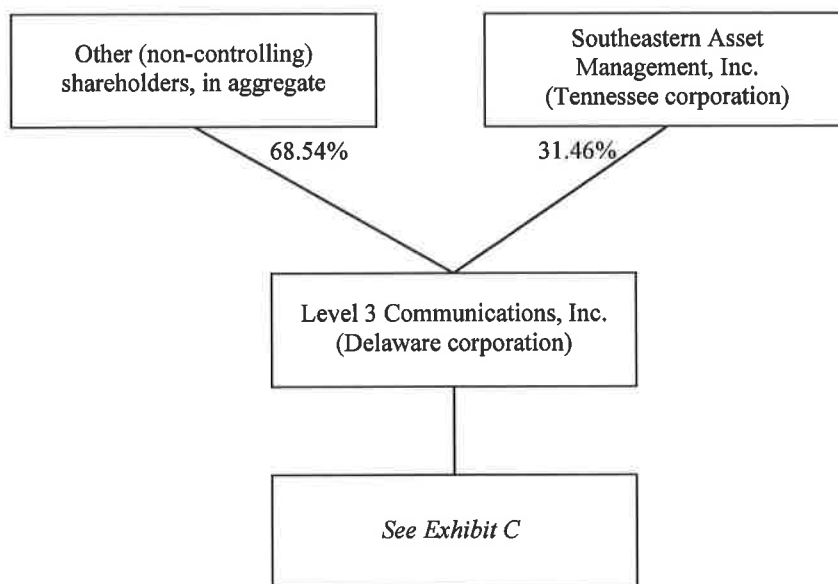 Other (non-controlling)
shareholders, in aggregate
Southeastern Asset
Management, Inc.
(Tennessee corporation)
68.54%
31.46%
Level 3 Communications, Inc.
(Delaware corporation)
See Exhibit C